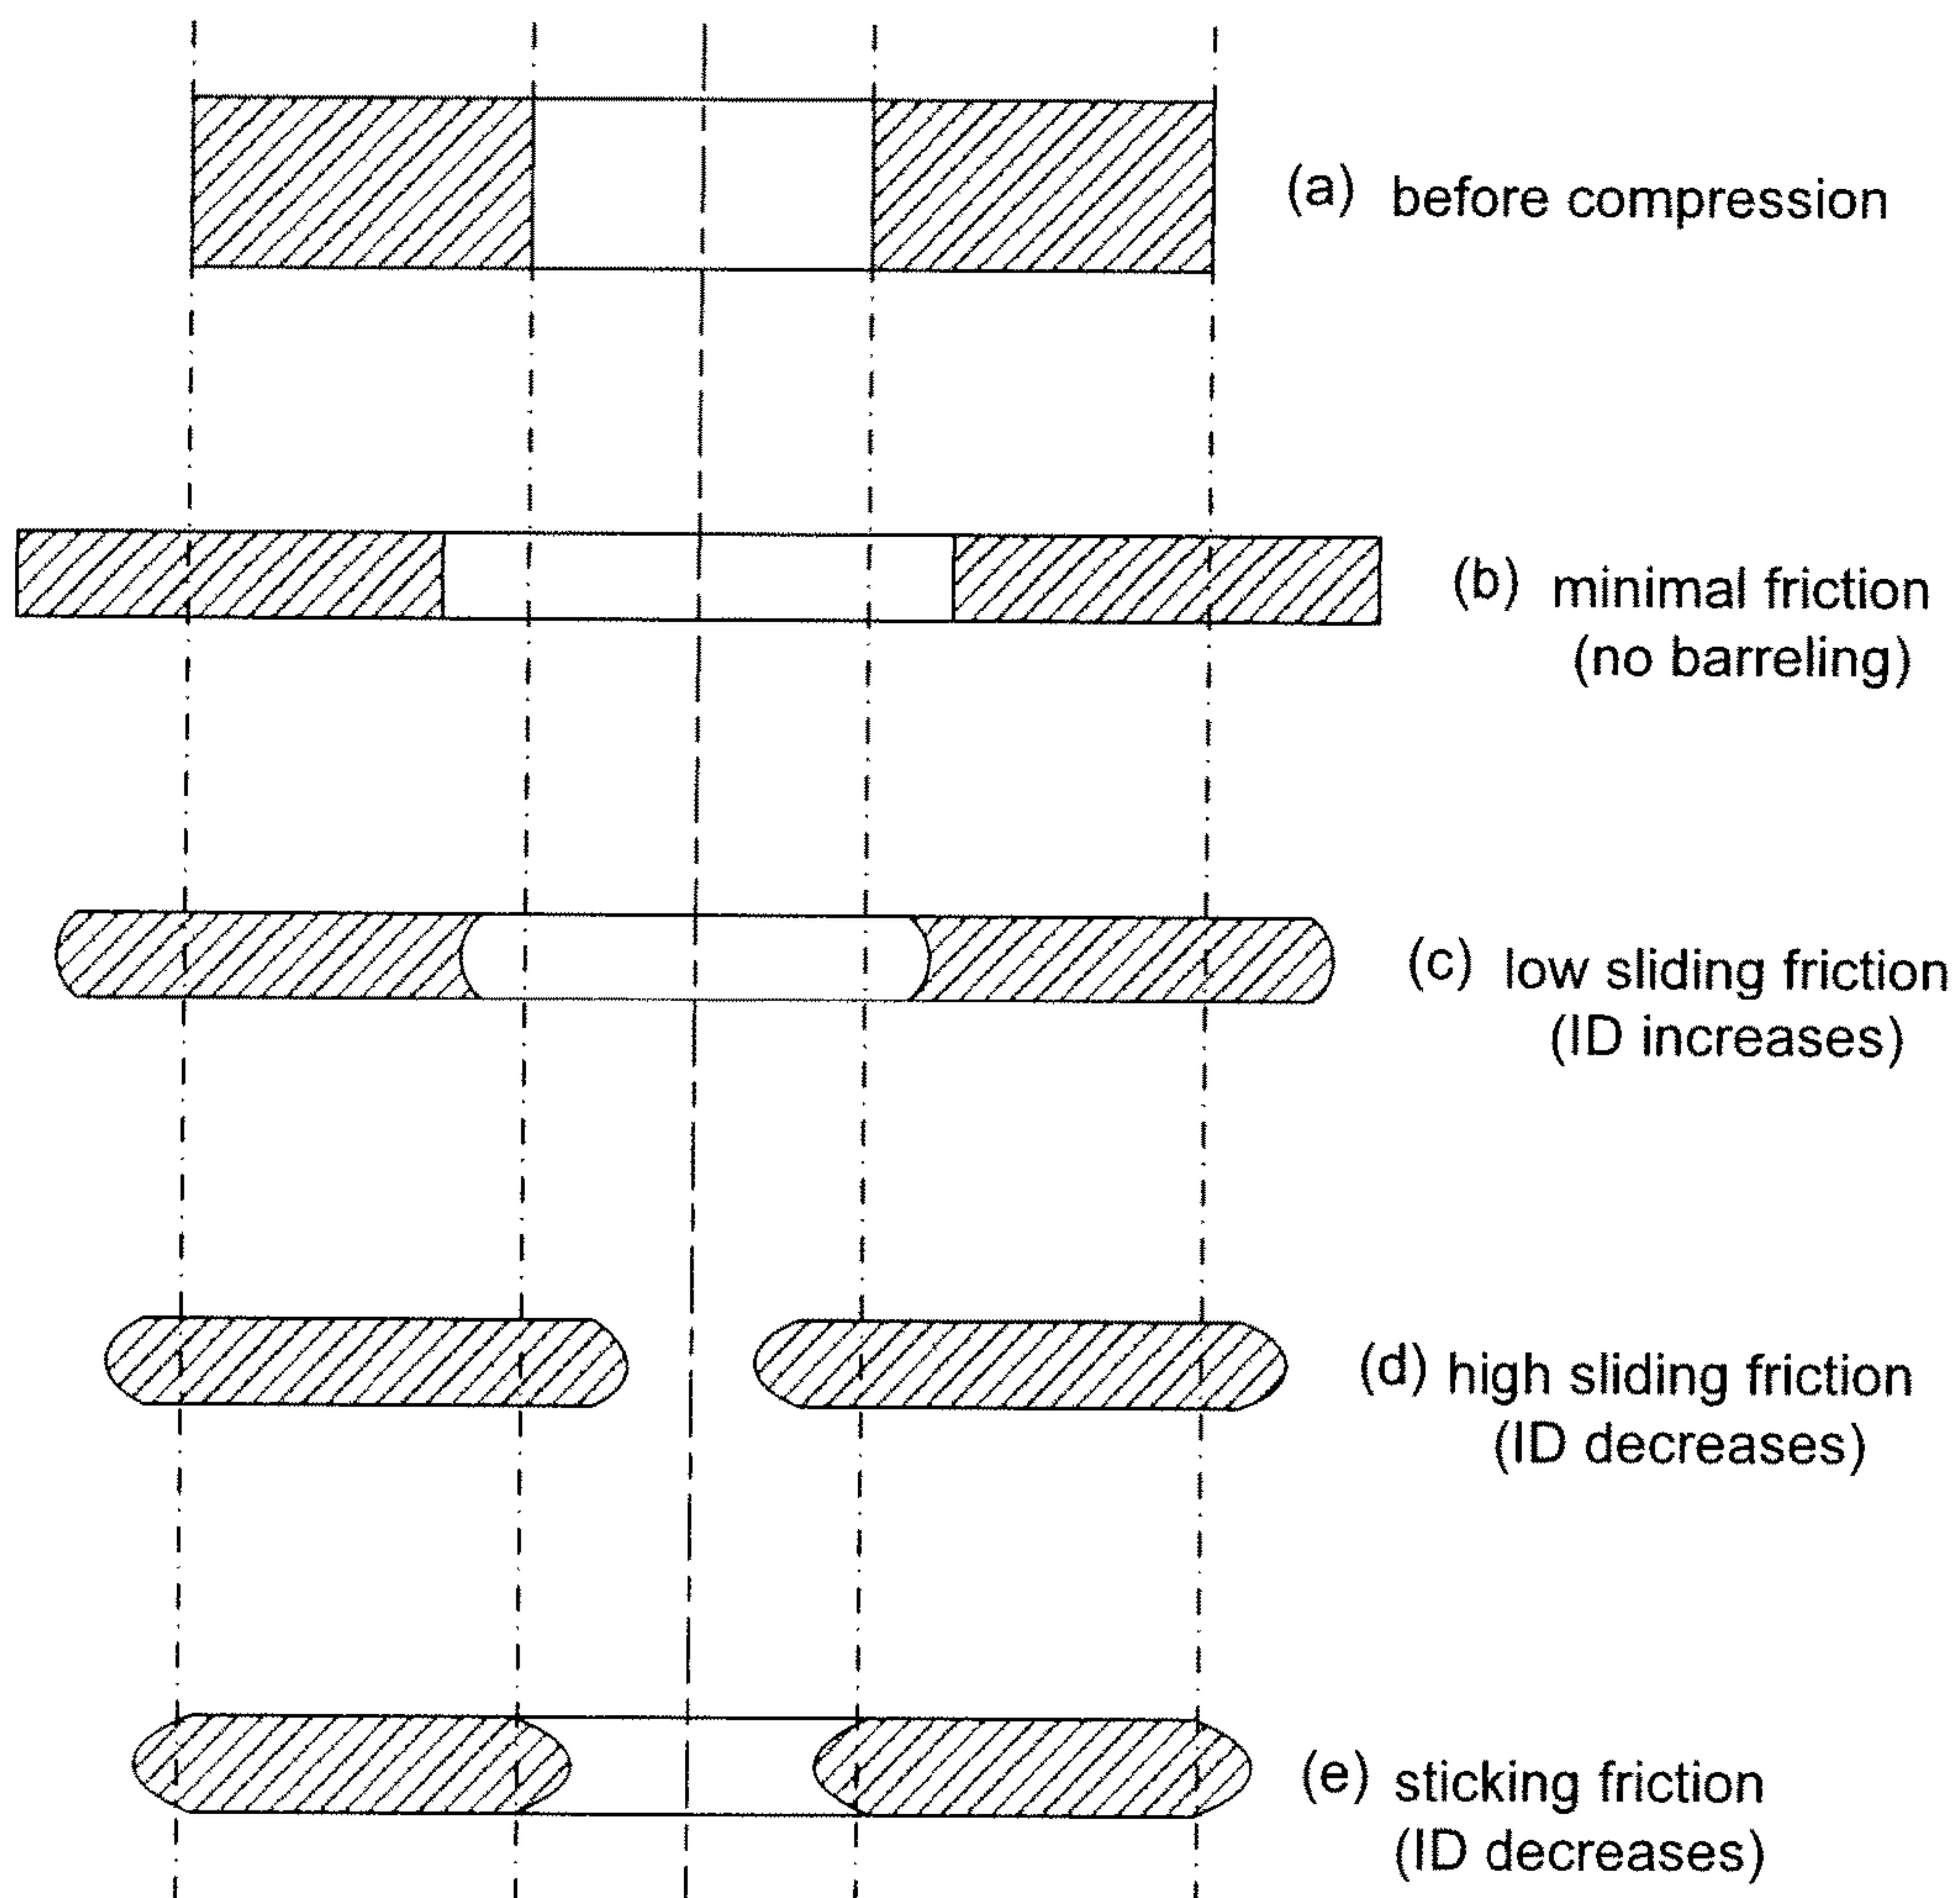 (a) before compression
(b) minimal friction
(no barreling)
(c) low sliding friction
(ID increases)
(d) high sliding friction
(ID decreases)
(e) sticking friction
(ID decreases)